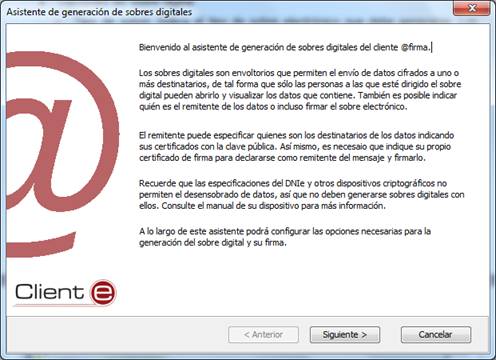 Asistente de generación de sobres digitales
Bienvenido al asistente de generación de sobres digitales del cliente @firma.
Los sobres digitales son envoltorios que permiten el envío de datos cifrados a uno o
más destinatarios, de tal forma que sólo las personas a las que esté dirigido el sobre
digital pueden abrirlo y visualizar los datos que contiene. También es posible indicar
quién es el remitente de los datos o incluso firmar el sobre electrónico.
El remitente puede especificar quienes son los destinatarios de los datos indicando
sus certificados con la clave pública. Así mismo, es necesaio que indique su propio
certificado de firma para declararse como remitente del mensaje y firmarlo.
Recuerde que las especificaciones del DNIe y otros dispositivos criptográficos no
permiten el desensobrado de datos, así que no deben generarse sobres digitales con
ellos. Consulte el manual de su dispositivo para más información.
A lo largo de este asistente podrá configurar las opciones necesarias para la
generación del sobre digital y su firma.
@
Client e
< Anterior
Siguiente >
Cancelar